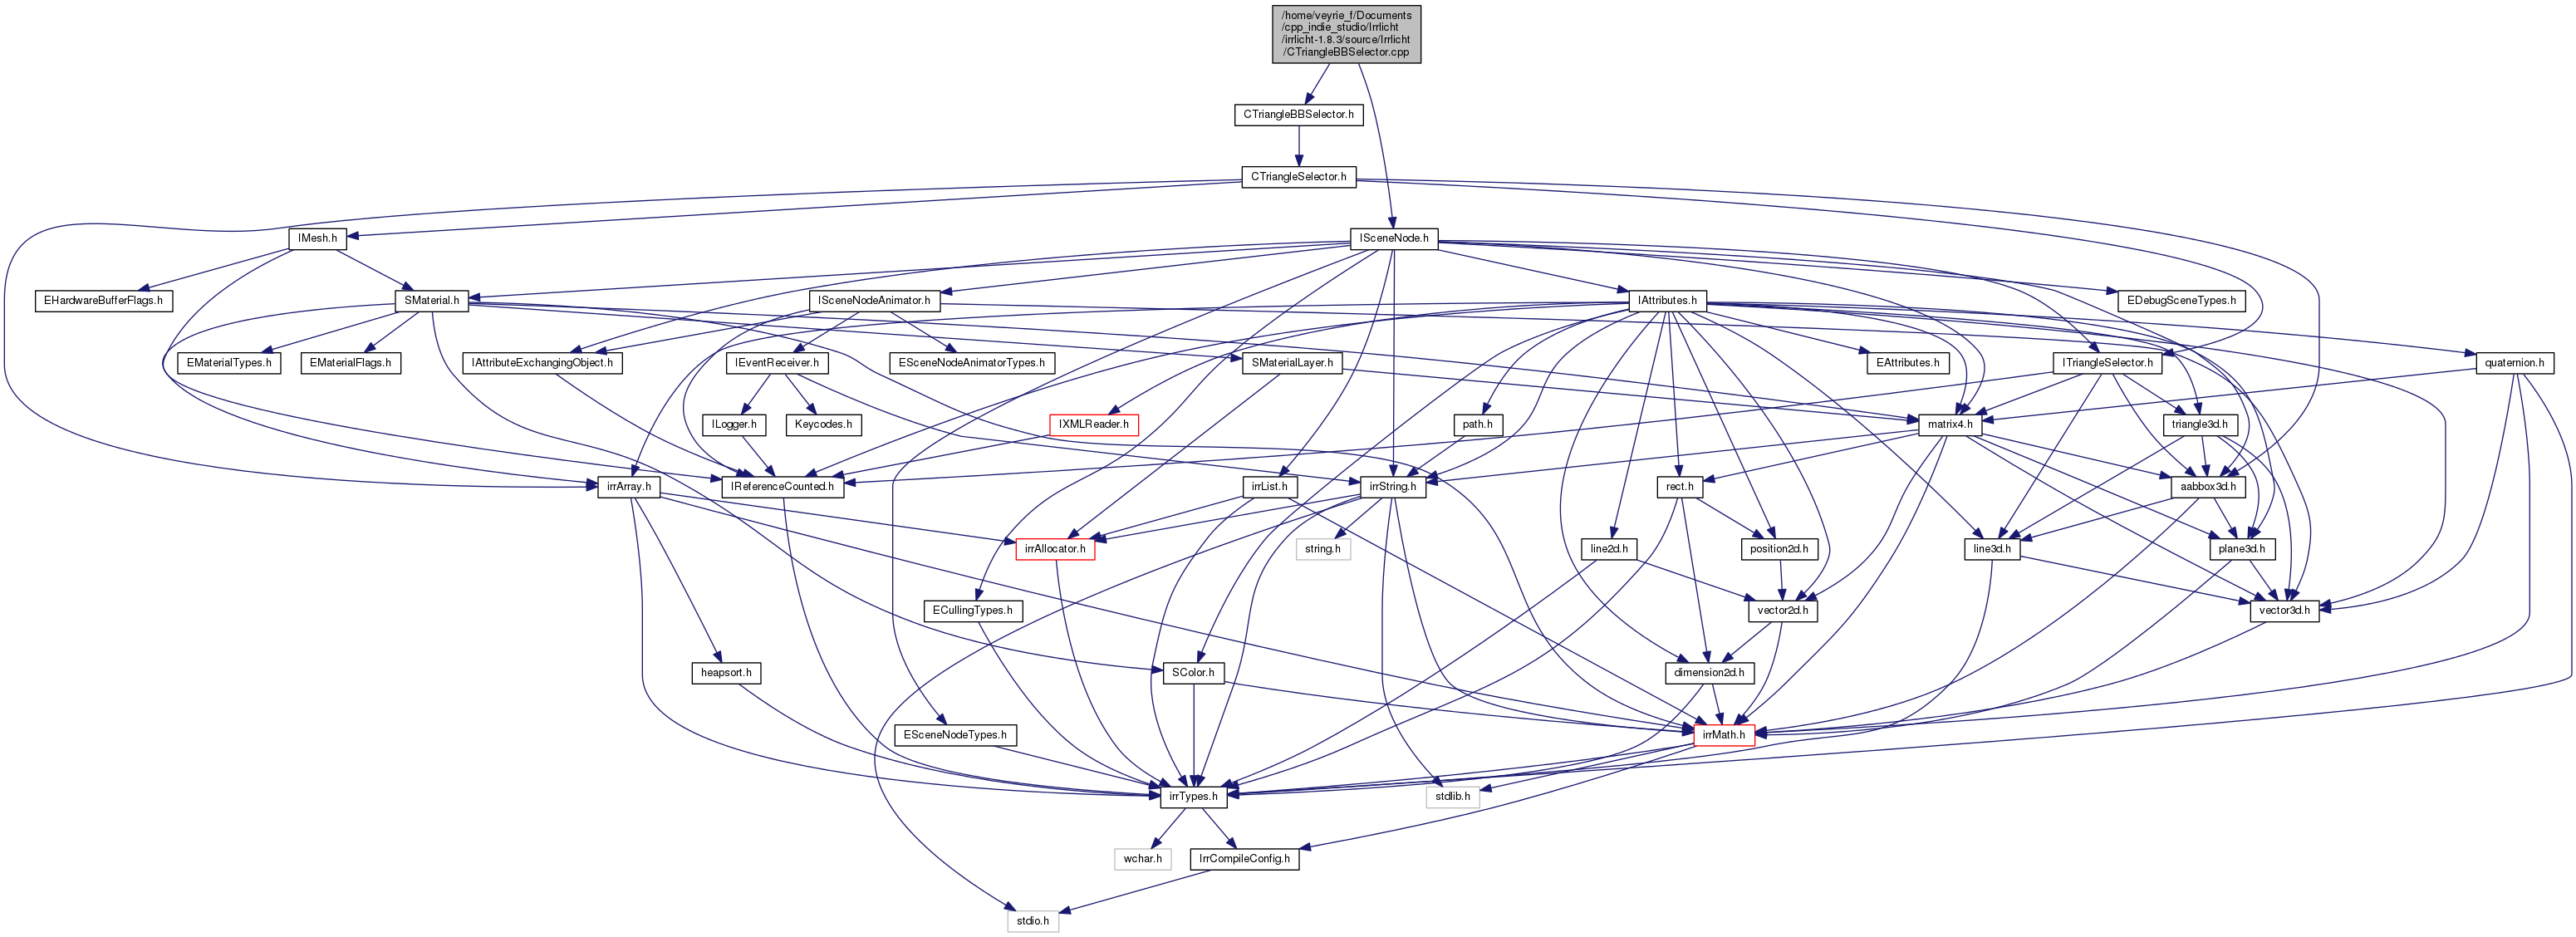 /home/veyrie_f/Documents
/cpp_indie_studio/Irrlicht
/irrlicht-1.8.3/source/Irrlicht
/CTriangleBBSelector.cpp
CTriangleBBSelector.h
CTriangleSelector.h
IMesh.h
ISceneNode.h
EHardwareBufferFlags.h
SMaterial.h
ISceneNodeAnimator.h
IAttributes.h
EDebugSceneTypes.h
EMaterialTypes.h
EMaterialFlags.h
IAttributeExchangingObject.h
IEventReceiver.h
ESceneNodeAnimatorTypes.h
SMaterialLayer.h
EAttributes.h
ITriangleSelector.h
quaternion.h
ILogger.h
Keycodes.h
IXMLReader.h
path.h
matrix4.h
triangle3d.h
irrArray.h
IReferenceCounted.h
irrList.h
irrString.h
rect.h
aabbox3d.h
irrAllocator.h
string.h
line2d.h
position2d.h
line3d.h
plane3d.h
ECullingTypes.h
vector2d.h
vector3d.h
heapsort.h
SColor.h
dimension2d.h
ESceneNodeTypes.h
irrMath.h
irrTypes.h
stdlib.h
wchar.h
IrrCompileConfig.h
stdio.h